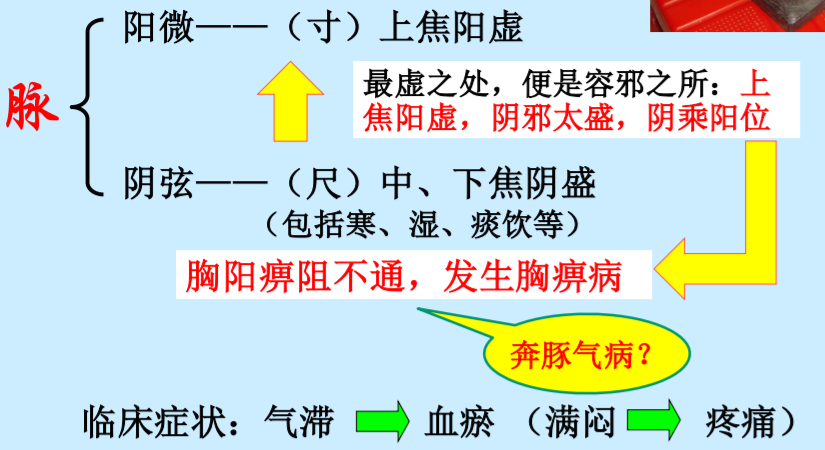 阳微——（寸）上焦阳虚
脉
最虚之处，便是容邪之所：上
焦阳虚，阴邪太盛，阴乘阳位
阴弦——（尺）中、下焦阴盛
（包括寒、湿、痰饮等）
胸阳痹阻不通，发生胸痹病
奔豚气病？
临床症状：气滞 血瘀 （满闷 疼痛）